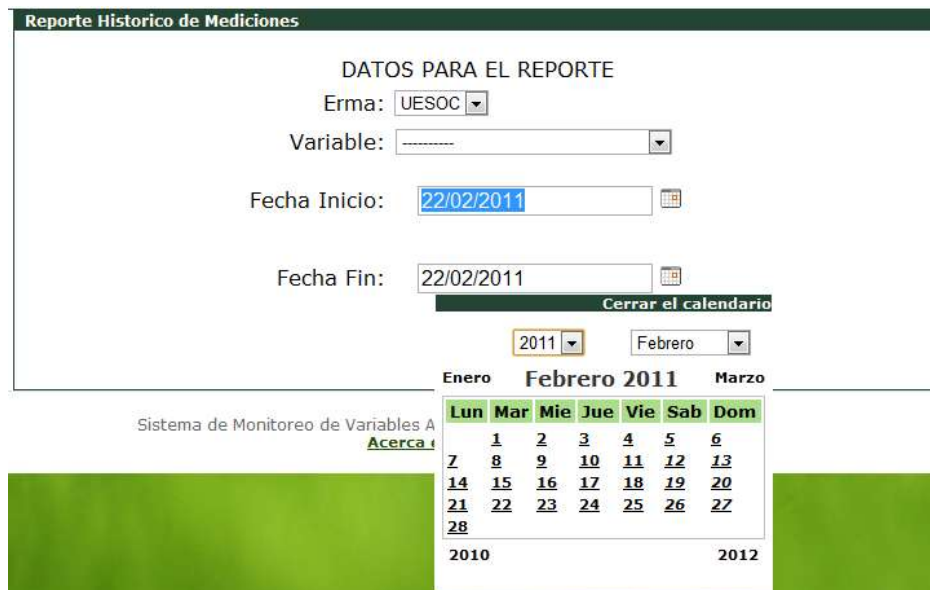 Reporte Historico de Mediciones
DATOS PARA EL REPORTE
Erma: UESOC
Variable: ----------
Fecha Inicio: 22/02/2011
Fecha Fin: 22/02/2011
Cerrar el calendario
2011 Febrero
Enero Febrero 2011 Marzo
Lun Mar Mie Jue Vie Sab Dom
1 2 3 4 5 6
7 8 9 10 11 12 13
14 15 16 17 18 19 20
21 22 23 24 25 26 27
28
2010 2012
Sistema de Monitoreo de Variables A
Acerca